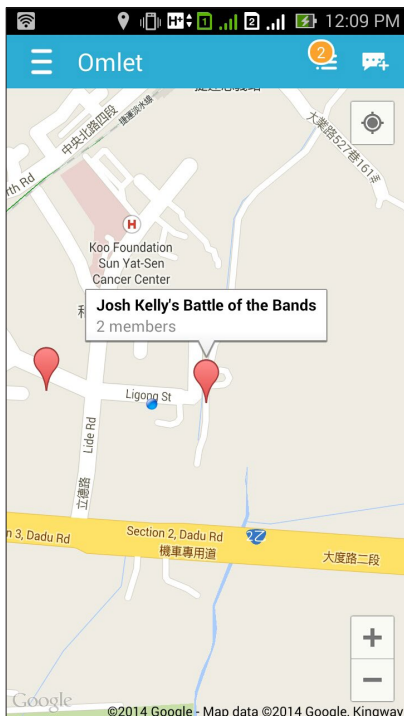 12:09 PM
Omlet
2
中央北路四段
捷運淡水線
大業路527巷161弄
rth Rd
H
Koo Foundation
Sun Yat-Sen
Cancer Center
Josh Kelly's Battle of the Bands
2 members
Ligong St
Lide Rd
立德路
n 3, Dadu Rd
Section 2, Dadu Rd
機車專用道
大度路二段
+
−
Google
©2014 Google - Map data ©2014 Google, Kingway